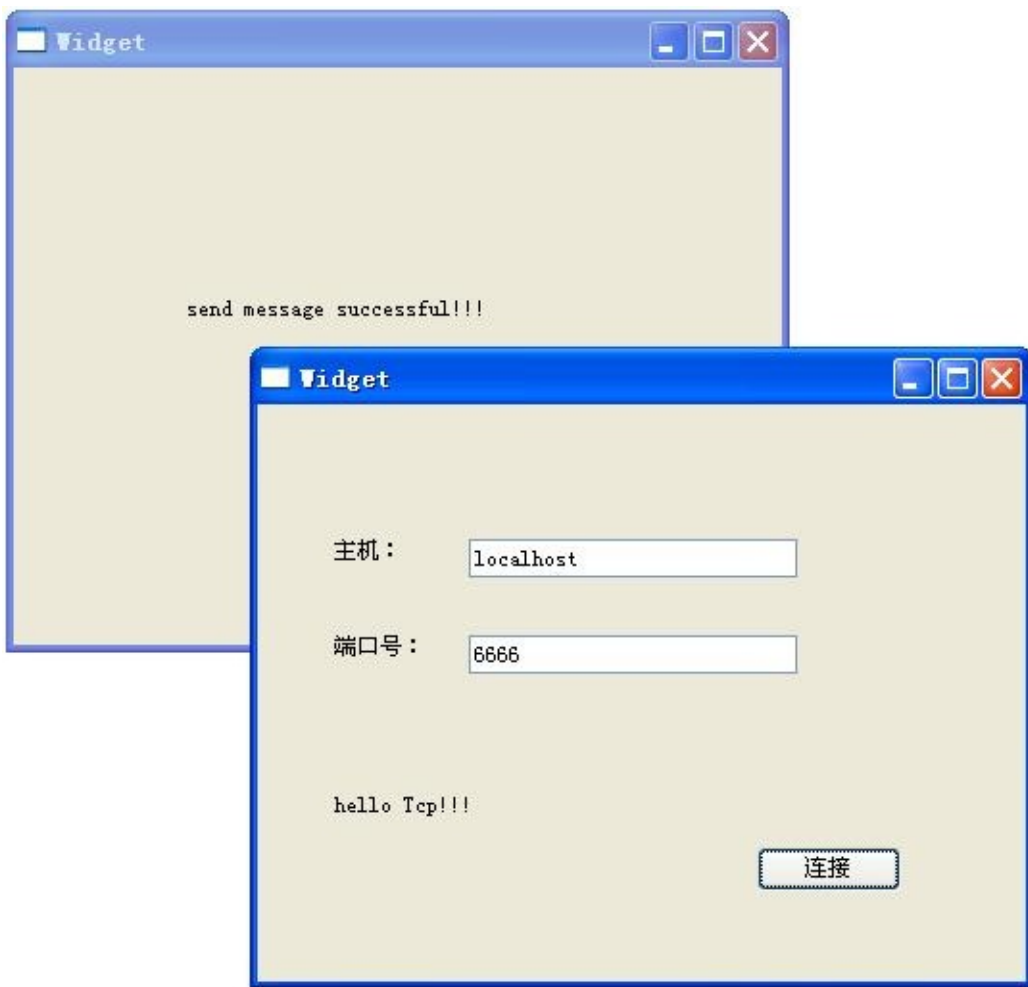 Widget
send message successful!!!
Widget
主机：
localhost
端口号：
6666
hello Tcp!!!
连接